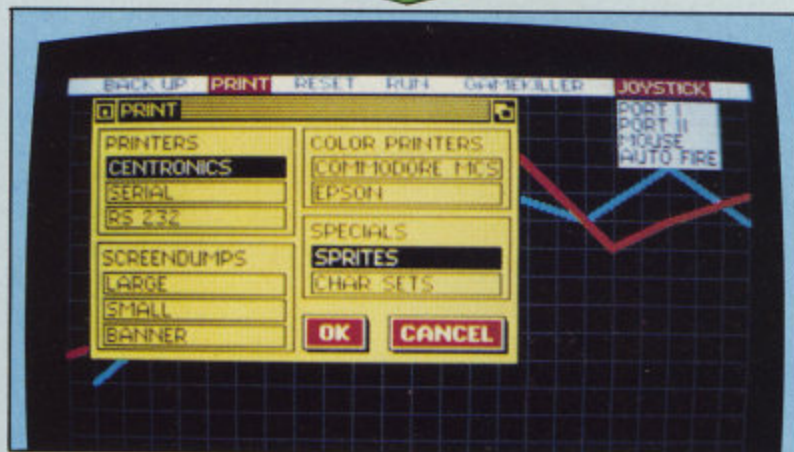 BACK UP PRINT RESET RUN GAMEKILLER JOYSTICK
PORT I
PORT II
MOUSE
AUTO FIRE
PRINT
PRINTERS
CENTRONICS
SERIAL
RS 232
SCREENDUMPS
LARGE
SMALL
BANNER
COLOR PRINTERS
COMMODORE MCS
EPSON
SPECIALS
SPRITES
CHAR SETS
OK CANCEL